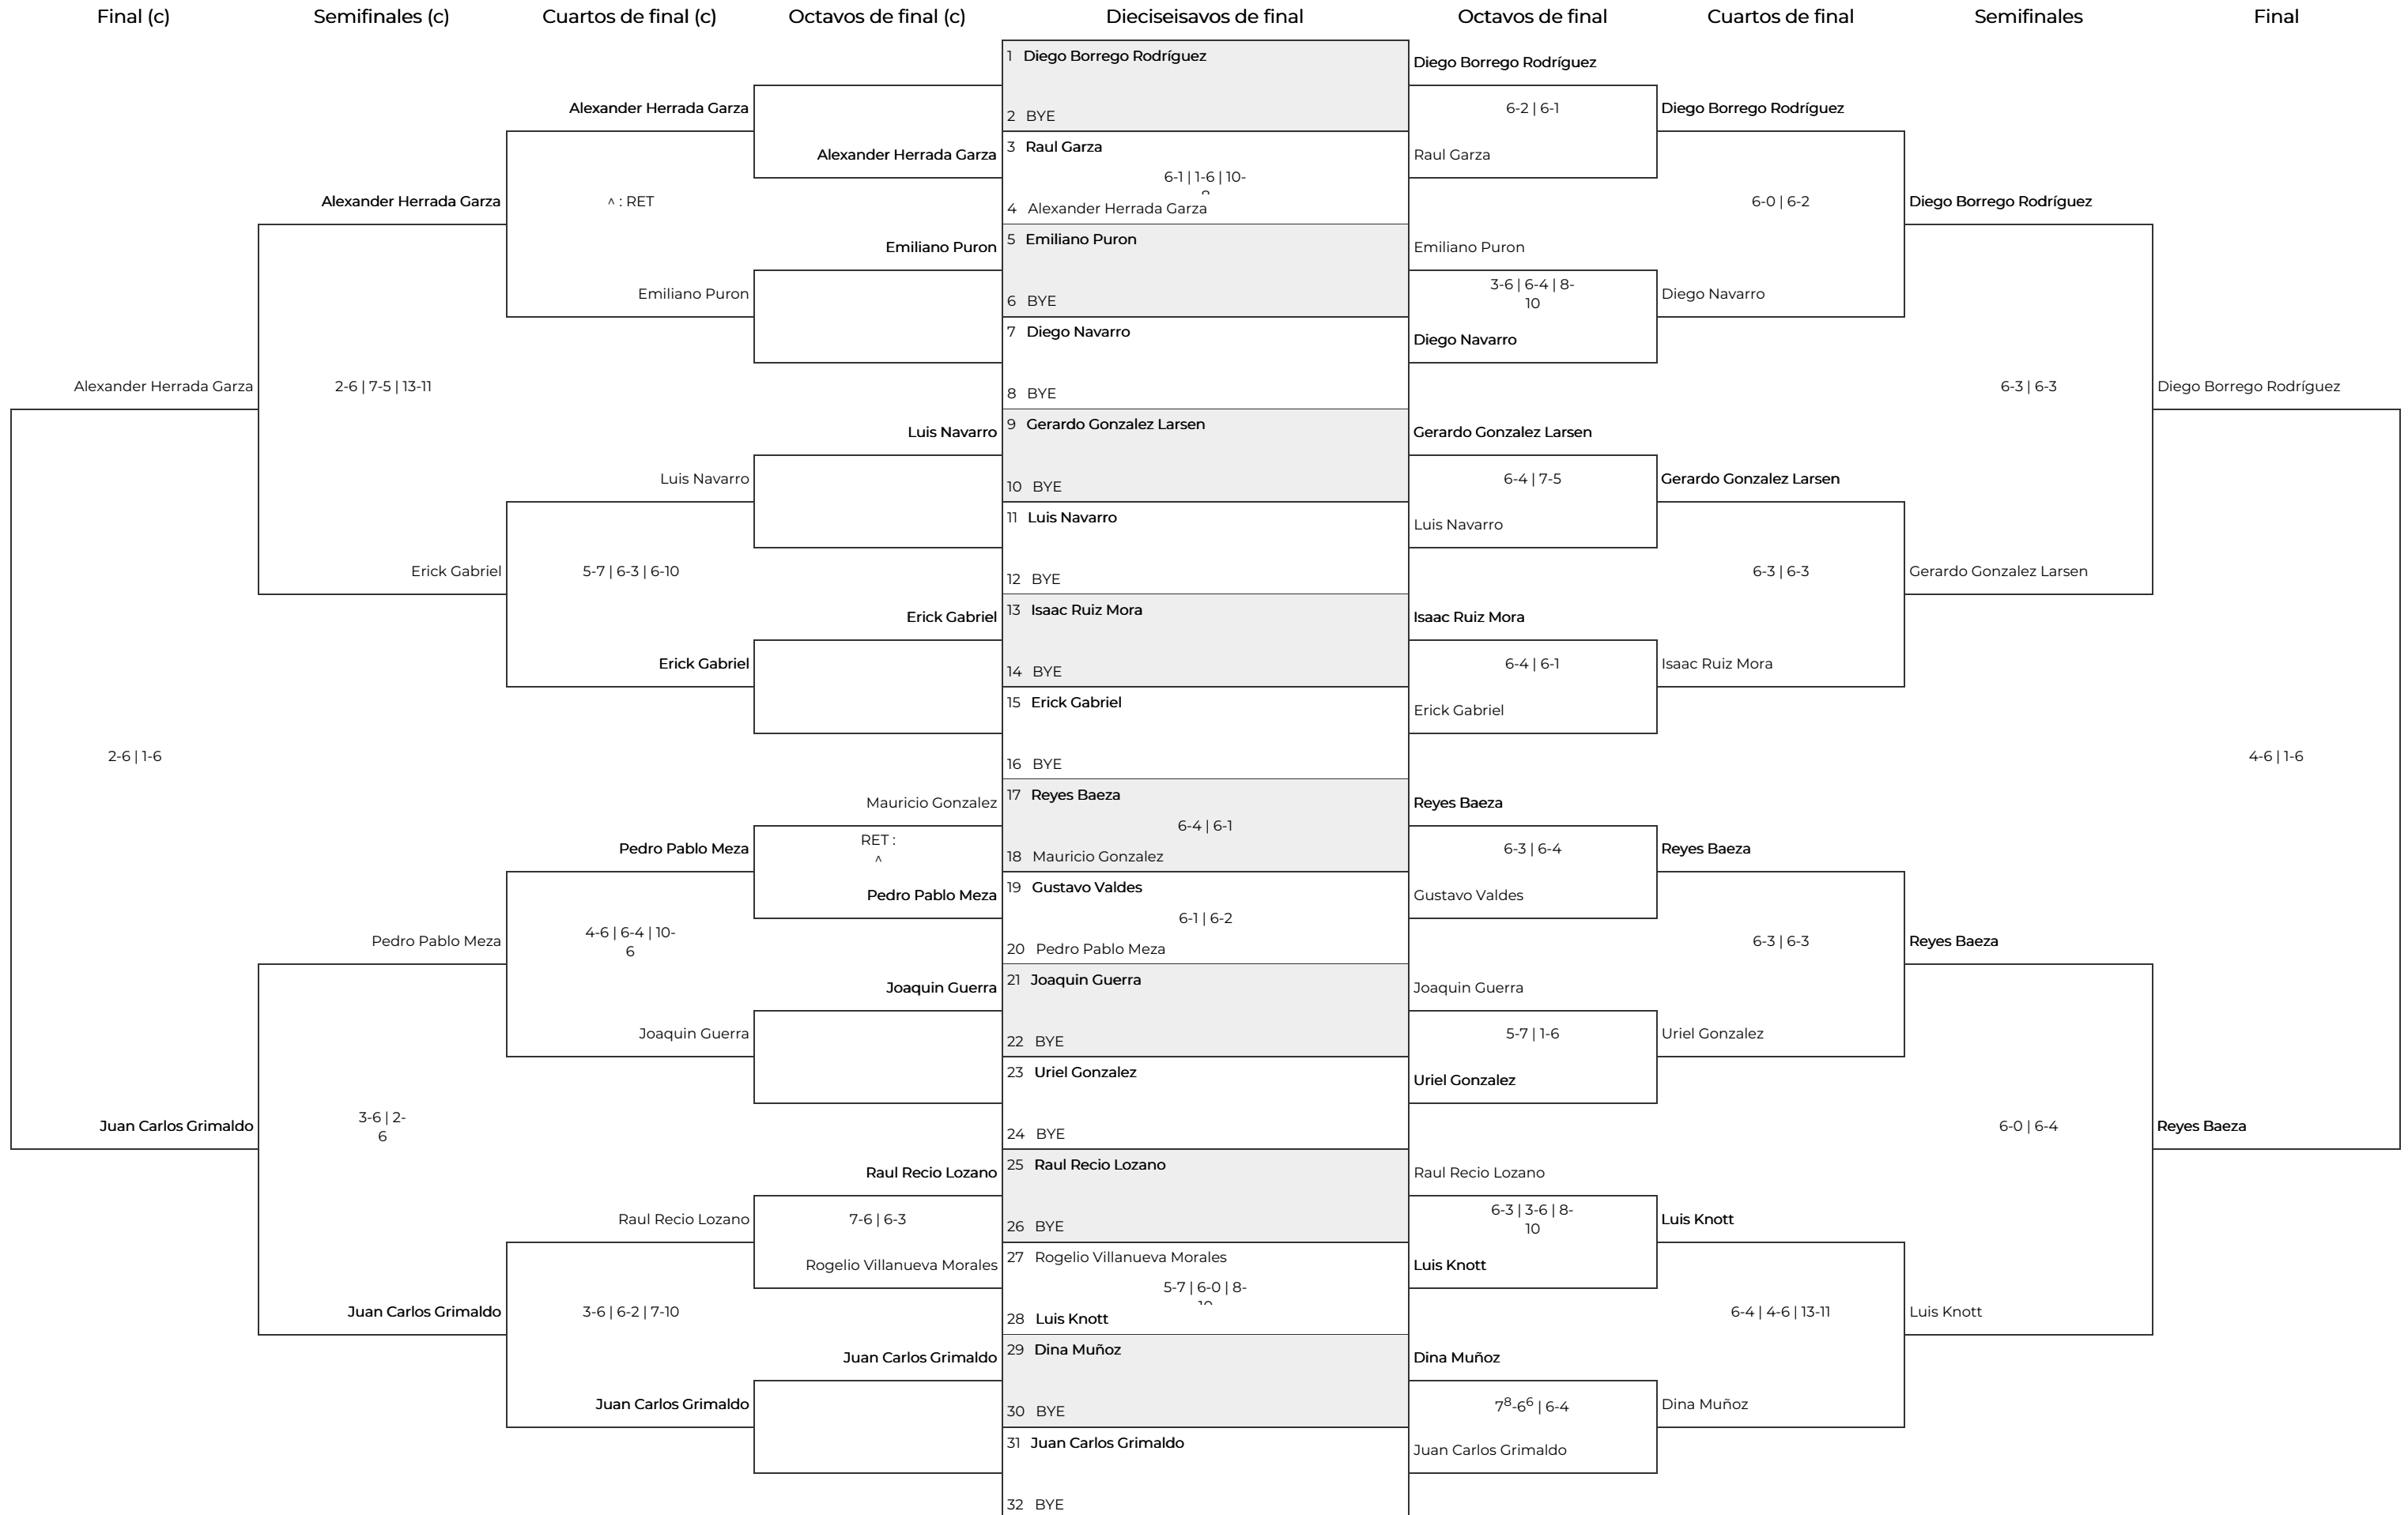 Final (c)
Semifinales (c)
Cuartos de final (c)
Octavos de final (c)
Dieciseisavos de final
Octavos de final
Cuartos de final
Semifinales
Final
Alexander Herrada Garza
2-6 | 1-6
Juan Carlos Grimaldo
Alexander Herrada Garza
2-6 | 7-5 | 13-11
Erick Gabriel
Pedro Pablo Meza
3-6 | 2-
6
Juan Carlos Grimaldo
Alexander Herrada Garza
^ : RET
Emiliano Puron
Luis Navarro
5-7 | 6-3 | 6-10
Erick Gabriel
Pedro Pablo Meza
4-6 | 6-4 | 10-
6
Joaquin Guerra
Raul Recio Lozano
3-6 | 6-2 | 7-10
Juan Carlos Grimaldo
Alexander Herrada Garza
Emiliano Puron
Luis Navarro
Erick Gabriel
Mauricio Gonzalez
RET :
^
Pedro Pablo Meza
Joaquin Guerra
Raul Recio Lozano
7-6 | 6-3
Rogelio Villanueva Morales
Juan Carlos Grimaldo
1 Diego Borrego Rodríguez
2 BYE
3 Raul Garza
6-1 | 1-6 | 10-
4 Alexander Herrada Garza
5 Emiliano Puron
6 BYE
7 Diego Navarro
8 BYE
9 Gerardo Gonzalez Larsen
10 BYE
11 Luis Navarro
12 BYE
13 Isaac Ruiz Mora
14 BYE
15 Erick Gabriel
16 BYE
17 Reyes Baeza
6-4 | 6-1
18 Mauricio Gonzalez
19 Gustavo Valdes
6-1 | 6-2
20 Pedro Pablo Meza
21 Joaquin Guerra
22 BYE
23 Uriel Gonzalez
24 BYE
25 Raul Recio Lozano
26 BYE
27 Rogelio Villanueva Morales
5-7 | 6-0 | 8-
28 Luis Knott
29 Dina Muñoz
30 BYE
31 Juan Carlos Grimaldo
32 BYE
Diego Borrego Rodríguez
6-2 | 6-1
Raul Garza
Emiliano Puron
3-6 | 6-4 | 8-
10
Diego Navarro
Gerardo Gonzalez Larsen
6-4 | 7-5
Luis Navarro
Isaac Ruiz Mora
6-4 | 6-1
Erick Gabriel
Reyes Baeza
6-3 | 6-4
Gustavo Valdes
Joaquin Guerra
5-7 | 1-6
Uriel Gonzalez
Raul Recio Lozano
6-3 | 3-6 | 8-
10
Luis Knott
Dina Muñoz
7⁸-6⁶ | 6-4
Juan Carlos Grimaldo
Diego Borrego Rodríguez
6-0 | 6-2
Diego Navarro
Gerardo Gonzalez Larsen
6-3 | 6-3
Isaac Ruiz Mora
Reyes Baeza
6-3 | 6-3
Uriel Gonzalez
Luis Knott
6-4 | 4-6 | 13-11
Dina Muñoz
Diego Borrego Rodríguez
6-3 | 6-3
Gerardo Gonzalez Larsen
Reyes Baeza
6-0 | 6-4
Luis Knott
Diego Borrego Rodríguez
4-6 | 1-6
Reyes Baeza